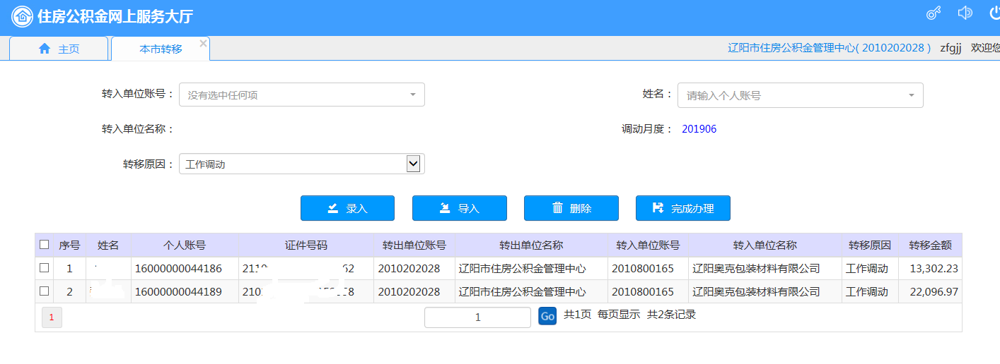 住房公积金网上服务大厅
主页 本市转移 辽阳市住房公积金管理中心( 2010202028 ) zfgjj 欢迎您
转入单位账号： 没有选中任何项 姓名： 请输入个人账号
转入单位名称： 调动月度： 201906
转移原因： 工作调动
录入 导入 删除 完成办理
序号 姓名 个人账号 证件号码 转出单位账号 转出单位名称 转入单位账号 转入单位名称 转移原因 转移金额
1 16000000044186 2010202028 辽阳市住房公积金管理中心 2010800165 辽阳奥克包装材料有限公司 工作调动 13,302.23
2 16000000044189 2010202028 辽阳市住房公积金管理中心 2010800165 辽阳奥克包装材料有限公司 工作调动 22,096.97
1 1 Go 共1页 每页显示 共2条记录